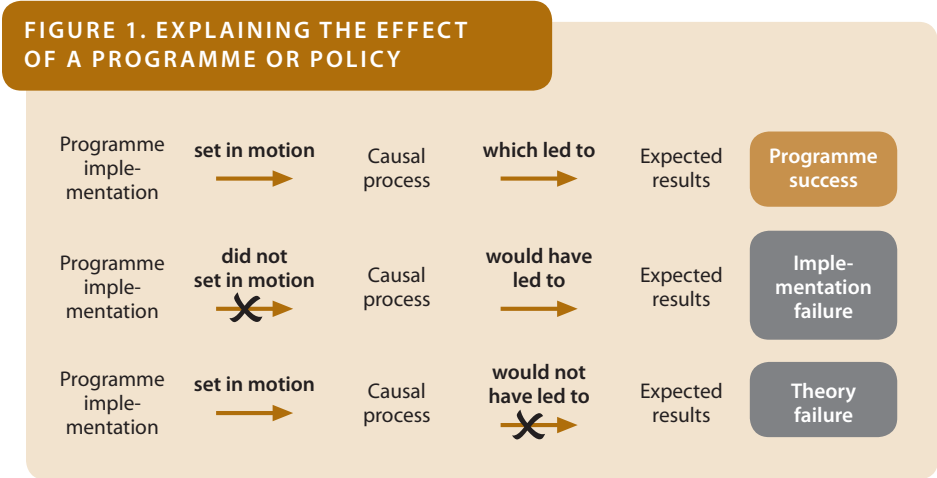 FIGURE 1. EXPLAINING THE EFFECT
OF A PROGRAMME OR POLICY
Programme
imple-
mentation
set in motion
Causal
process
which led to
Expected
results
Programme
success
Programme
imple-
mentation
did not
set in motion
Causal
process
would have
led to
Expected
results
Imple-
mentation
failure
Programme
imple-
mentation
set in motion
Causal
process
would not
have led to
Expected
results
Theory
failure